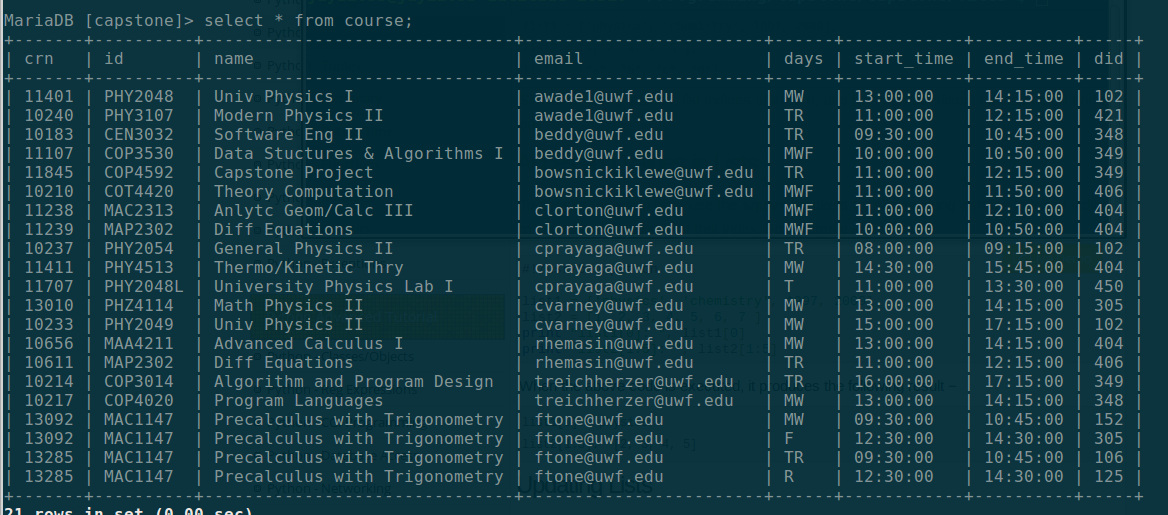 MariaDB [capstone]> select * from course;
+-------+----------+--------------------------------+------------------------+------+------------+----------+-----+
| crn | id | name | email | days | start_time | end_time | did |
+-------+----------+--------------------------------+------------------------+------+------------+----------+-----+
| 11401 | PHY2048 | Univ Physics I | awade1@uwf.edu | MW | 13:00:00 | 14:15:00 | 102 |
| 10240 | PHY3107 | Modern Physics II | awade1@uwf.edu | TR | 11:00:00 | 12:15:00 | 421 |
| 10183 | CEN3032 | Software Eng II | beddy@uwf.edu | TR | 09:30:00 | 10:45:00 | 348 |
| 11107 | COP3530 | Data Stuctures & Algorithms I | beddy@uwf.edu | MWF | 10:00:00 | 10:50:00 | 349 |
| 11845 | COP4592 | Capstone Project | bowsnickiklewe@uwf.edu | TR | 11:00:00 | 12:15:00 | 349 |
| 10210 | COT4420 | Theory Computation | bowsnickiklewe@uwf.edu | MWF | 11:00:00 | 11:50:00 | 406 |
| 11238 | MAC2313 | Anlytc Geom/Calc III | clorton@uwf.edu | MWF | 11:00:00 | 12:10:00 | 404 |
| 11239 | MAP2302 | Diff Equations | clorton@uwf.edu | MWF | 10:00:00 | 10:50:00 | 404 |
| 10237 | PHY2054 | General Physics II | cprayaga@uwf.edu | TR | 08:00:00 | 09:15:00 | 102 |
| 11411 | PHY4513 | Thermo/Kinetic Thry | cprayaga@uwf.edu | MW | 14:30:00 | 15:45:00 | 404 |
| 11707 | PHY2048L | University Physics Lab I | cprayaga@uwf.edu | T | 11:00:00 | 13:30:00 | 450 |
| 13010 | PHZ4114 | Math Physics II | cvarney@uwf.edu | MW | 13:00:00 | 14:15:00 | 305 |
| 10233 | PHY2049 | Univ Physics II | cvarney@uwf.edu | MW | 15:00:00 | 17:15:00 | 102 |
| 10656 | MAA4211 | Advanced Calculus I | rhemasin@uwf.edu | MW | 13:00:00 | 14:15:00 | 404 |
| 10611 | MAP2302 | Diff Equations | rhemasin@uwf.edu | TR | 11:00:00 | 12:15:00 | 406 |
| 10214 | COP3014 | Algorithm and Program Design | treichherzer@uwf.edu | TR | 16:00:00 | 17:15:00 | 349 |
| 10217 | COP4020 | Program Languages | treichherzer@uwf.edu | MW | 13:00:00 | 14:15:00 | 348 |
| 13092 | MAC1147 | Precalculus with Trigonometry | ftone@uwf.edu | MW | 09:30:00 | 10:45:00 | 152 |
| 13092 | MAC1147 | Precalculus with Trigonometry | ftone@uwf.edu | F | 12:30:00 | 14:30:00 | 305 |
| 13285 | MAC1147 | Precalculus with Trigonometry | ftone@uwf.edu | TR | 09:30:00 | 10:45:00 | 106 |
| 13285 | MAC1147 | Precalculus with Trigonometry | ftone@uwf.edu | R | 12:30:00 | 14:30:00 | 125 |
+-------+----------+--------------------------------+------------------------+------+------------+----------+-----+
21 rows in set (0.00 sec)